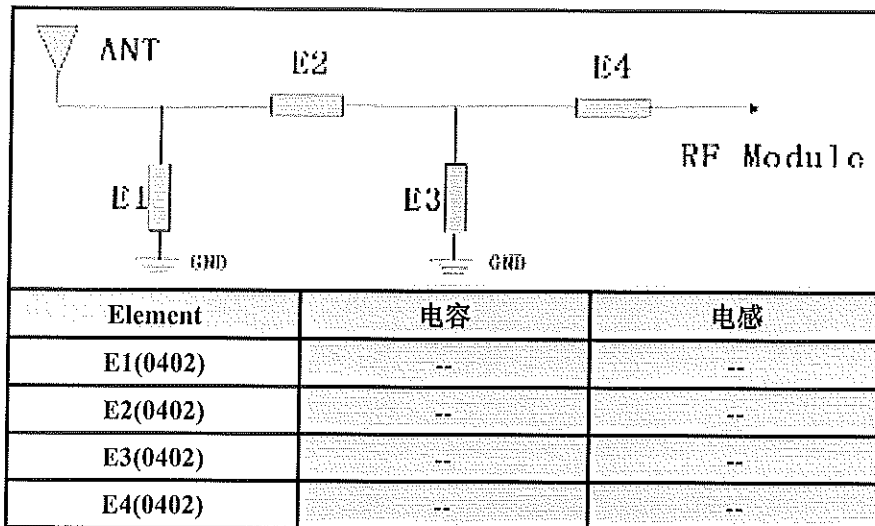 ANT
E2
E4
RF Module
E1
E3
GND
GND
Element 电容 电感
E1(0402) -- --
E2(0402) -- --
E3(0402) -- --
E4(0402) -- --